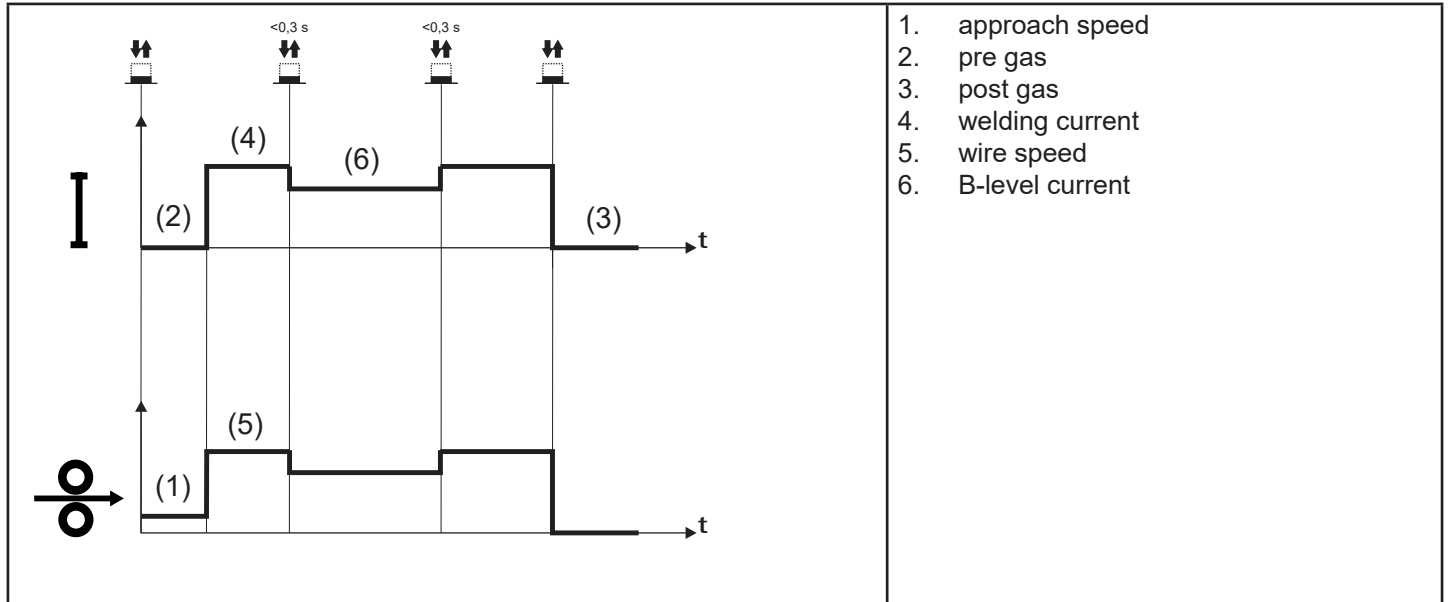 <0,3 s
<0,3 s
(4)
(6)
I
(2)
(3)
t
(5)
(1)
t
1. approach speed
2. pre gas
3. post gas
4. welding current
5. wire speed
6. B-level current